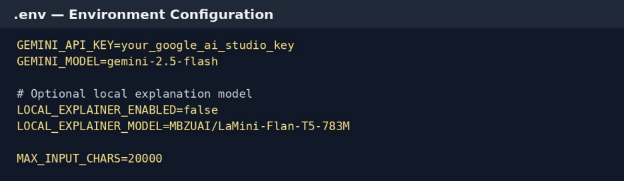 .env — Environment Configuration
GEMINI_API_KEY=your_google_ai_studio_key
GEMINI_MODEL=gemini-2.5-flash
# Optional local explanation model
LOCAL_EXPLAINER_ENABLED=false
LOCAL_EXPLAINER_MODEL=MBZUAI/LaMini-Flan-T5-783M
MAX_INPUT_CHARS=20000